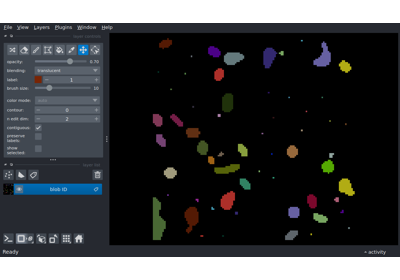 File View Layers Plugins Window Help
opacity: 0.70
blending: translucent
label: 1
brush size: 10
color mode:
contour: 0
n edit dim: 2
contiguous:
preserve
labels:
show
selected:
blob ID
Ready
activity